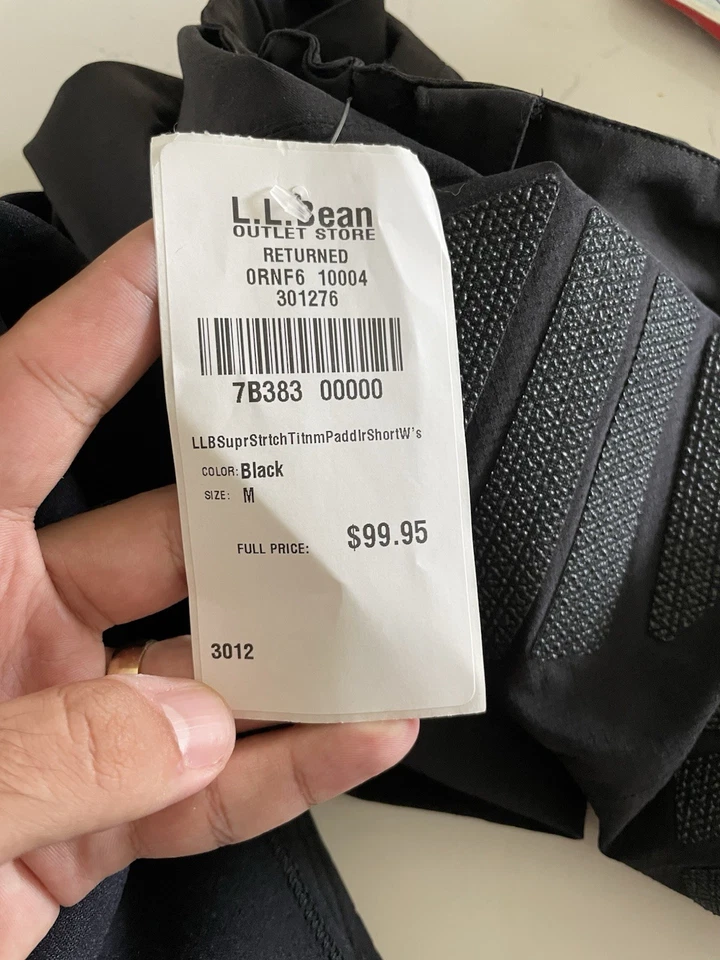 L.L.Bean
OUTLET STORE
RETURNED
0RNF6 10004
301276
7B383 00000
LLBSuprStrtchTitnmPaddlrShortW's
COLOR: Black
SIZE: M
FULL PRICE: $99.95
3012